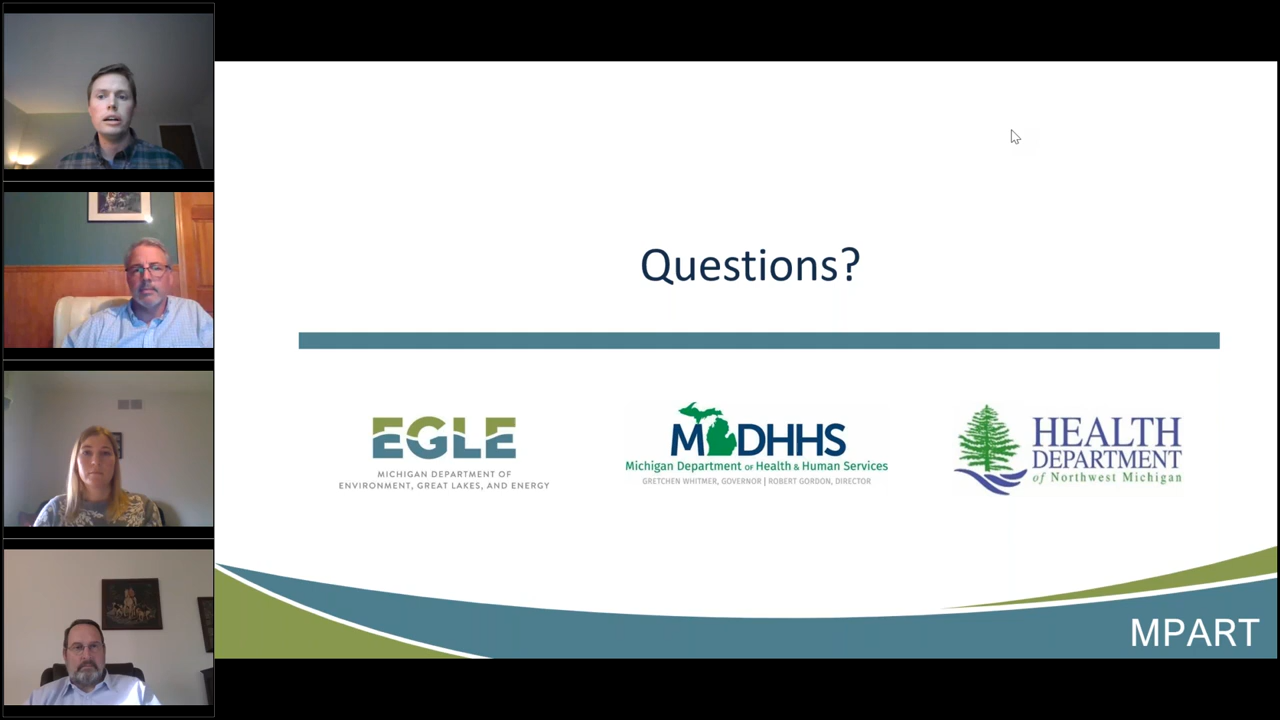 Questions?
EGLE
MICHIGAN DEPARTMENT OF
ENVIRONMENT, GREAT LAKES, AND ENERGY
MDHHS
Michigan Department of Health & Human Services
GRETCHEN WHITMER, GOVERNOR | ROBERT GORDON, DIRECTOR
HEALTH
DEPARTMENT
of Northwest Michigan
MPART